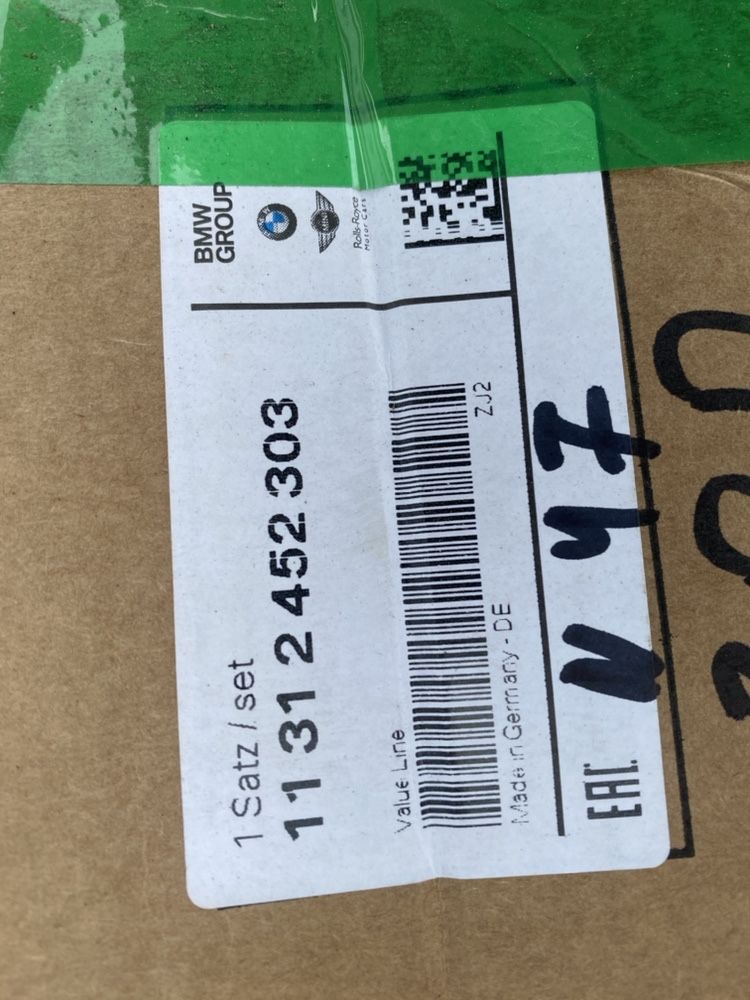 BMW
GROUP
MINI
Rolls-Royce
Motor Cars
1 Satz / set
11 31 2 452 303
Value Line
ZJ2
Made in Germany - DE
EAC
N47